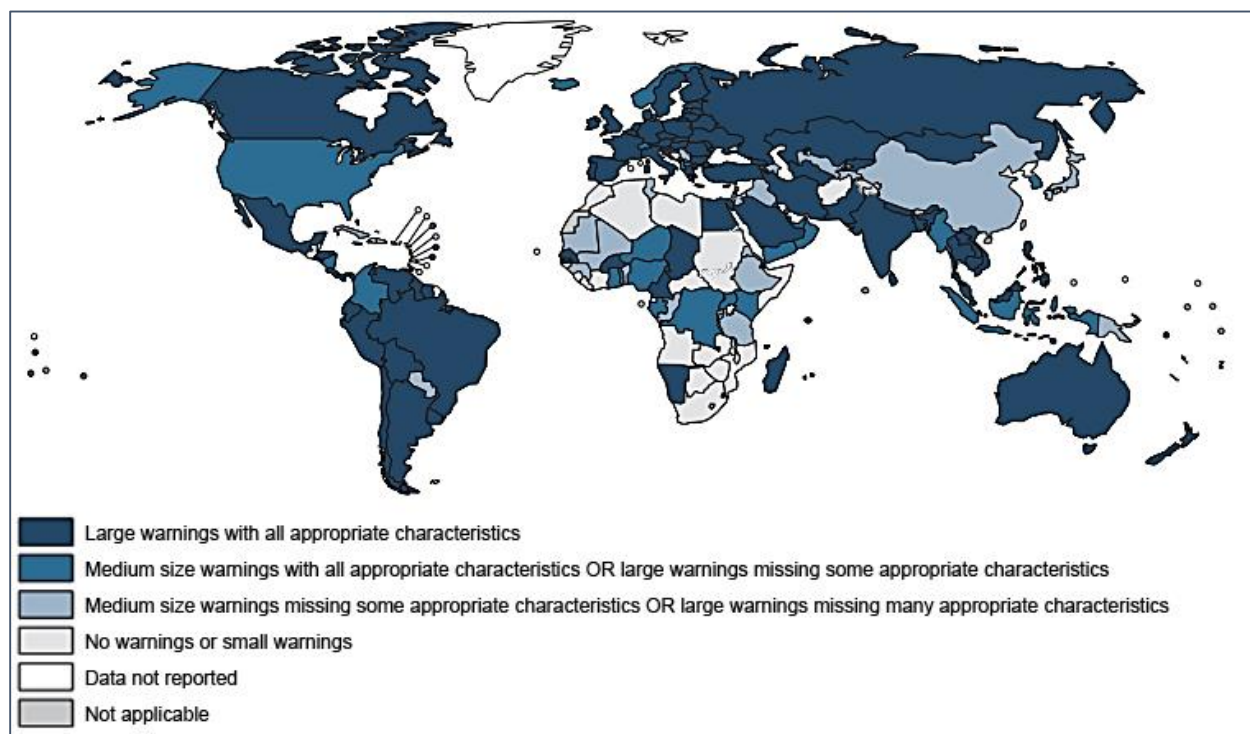 Large warnings with all appropriate characteristics
Medium size warnings with all appropriate characteristics OR large warnings missing some appropriate characteristics
Medium size warnings missing some appropriate characteristics OR large warnings missing many appropriate characteristics
No warnings or small warnings
Data not reported
Not applicable